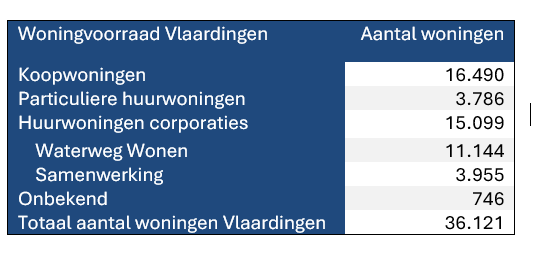 Woningvoorraad Vlaardingen Aantal woningen
Koopwoningen 16.490
Particuliere huurwoningen 3.786
Huurwoningen corporaties 15.099
Waterweg Wonen 11.144
Samenwerking 3.955
Onbekend 746
Totaal aantal woningen Vlaardingen 36.121